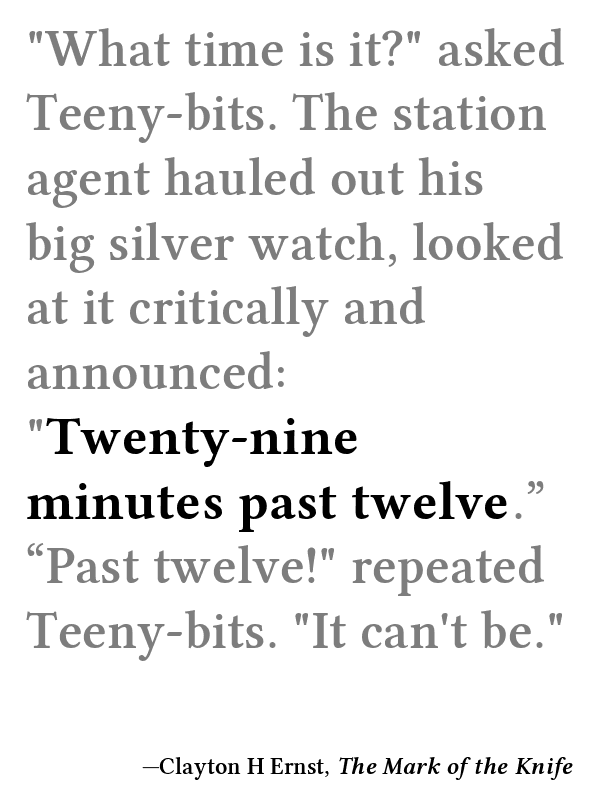 "What time is it?" asked
Teeny-bits. The station
agent hauled out his
big silver watch, looked
at it critically and
announced:
"Twenty-nine
minutes past twelve.”
“Past twelve!" repeated
Teeny-bits. "It can't be."
—Clayton H Ernst, The Mark of the Knife